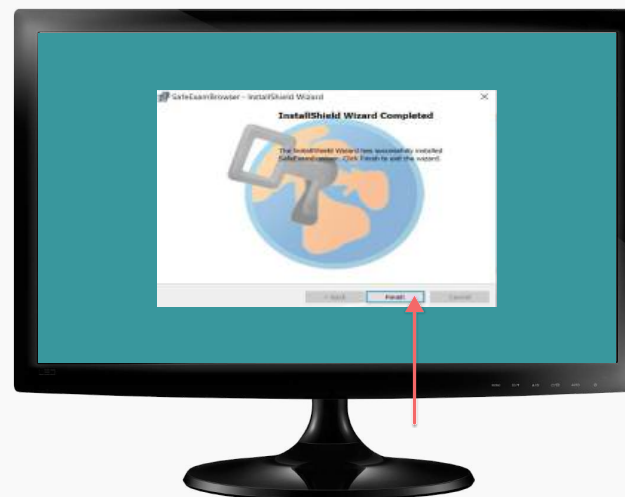 SafeExamBrowser - InstallShield Wizard
InstallShield Wizard Completed
The InstallShield Wizard has successfully installed
SafeExamBrowser. Click Finish to exit the wizard.
< Back
Finish
Cancel